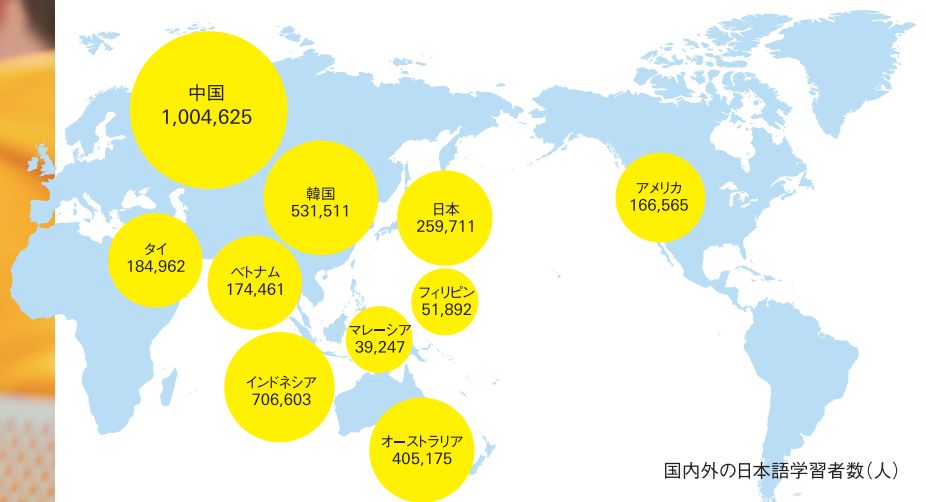 中国
1,004,625
韓国
531,511
日本
259,711
アメリカ
166,565
タイ
184,962
ベトナム
174,461
フィリピン
51,892
マレーシア
39,247
インドネシア
706,603
オーストラリア
405,175
国内外の日本語学習者数（人）